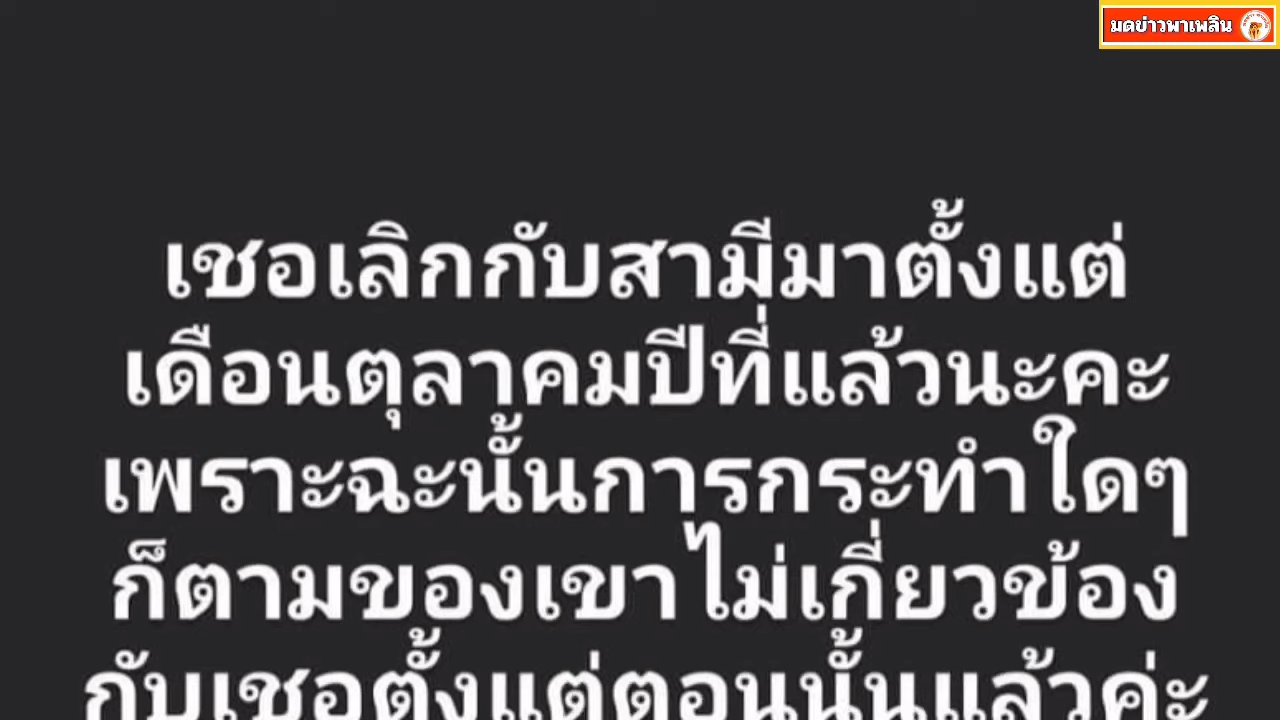 มดข่าวพาเพลิน
เชอเลิกกับสามีมาตั้งแต่
เดือนตุลาคมปีที่แล้วนะคะ
เพราะฉะนั้นการกระทำใดๆ
ก็ตามของเขาไม่เกี่ยวข้อง
กับเชอตั้งแต่ตอนนั้นแล้วค่ะ